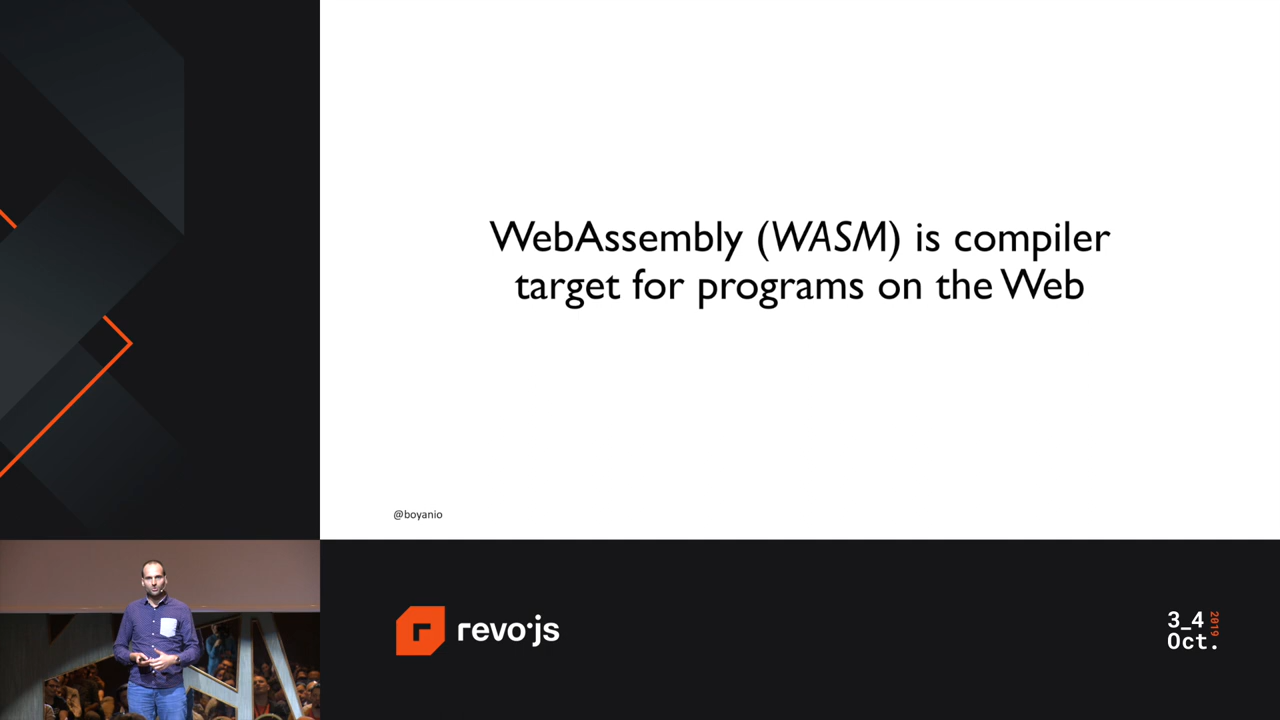 WebAssembly (WASM) is compiler
target for programs on the Web
@boyanio
r revo·js
3_4
Oct.
2019